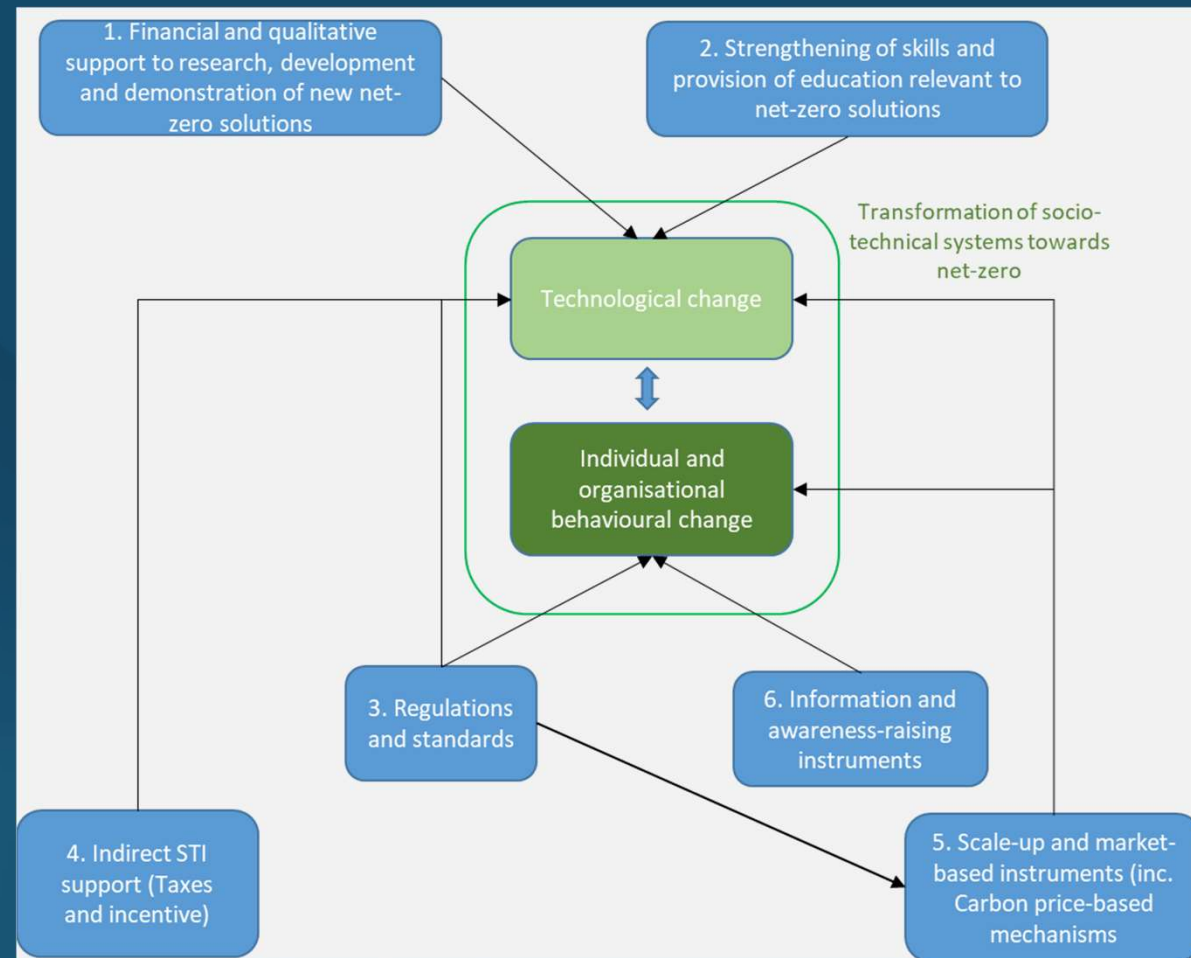 1. Financial and qualitative
support to research, development
and demonstration of new net-
zero solutions
2. Strengthening of skills and
provision of education relevant to
net-zero solutions
Transformation of socio-
technical systems towards
net-zero
Technological change
Individual and
organisational
behavioural change
3. Regulations
and standards
6. Information and
awareness-raising
instruments
4. Indirect STI
support (Taxes
and incentive)
5. Scale-up and market-
based instruments (inc.
Carbon price-based
mechanisms